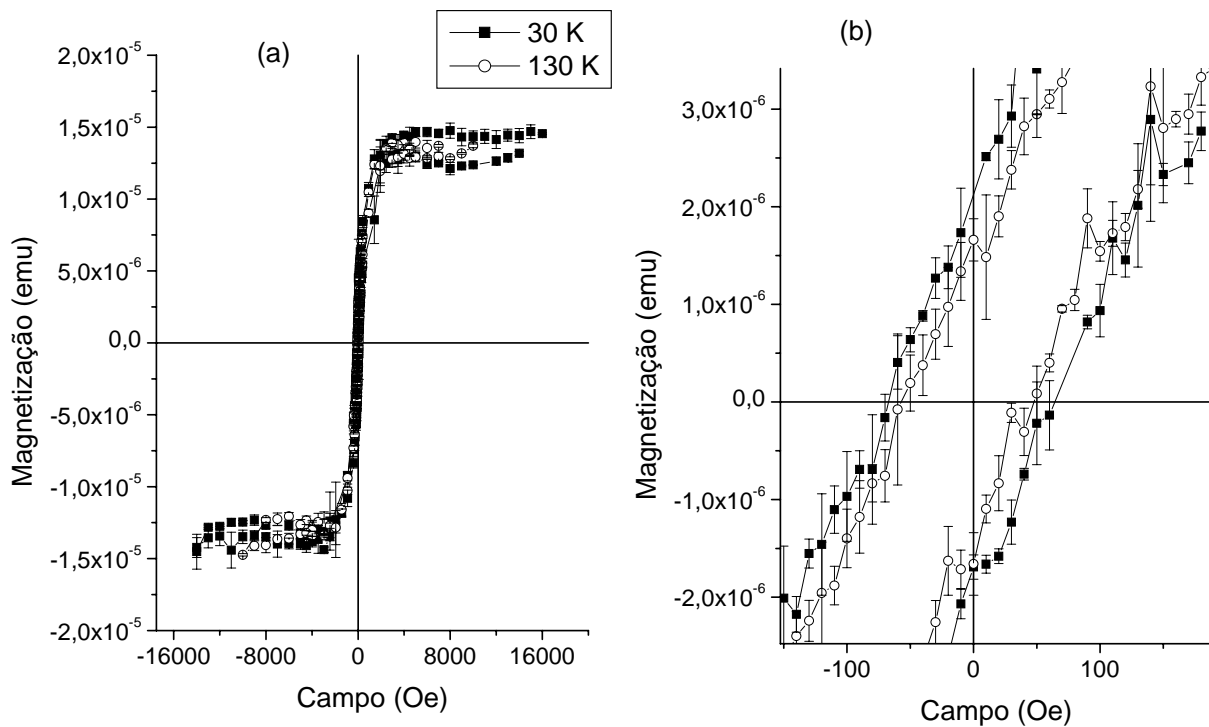 (a)
30 K
130 K
2,0x10-5
1,5x10-5
1,0x10-5
5,0x10-6
0,0
-5,0x10-6
-1,0x10-5
-1,5x10-5
-2,0x10-5
Magnetização (emu)
-16000 -8000 0 8000 16000
Campo (Oe)
(b)
3,0x10-6
2,0x10-6
1,0x10-6
0,0
-1,0x10-6
-2,0x10-6
Magnetização (emu)
-100 0 100
Campo (Oe)